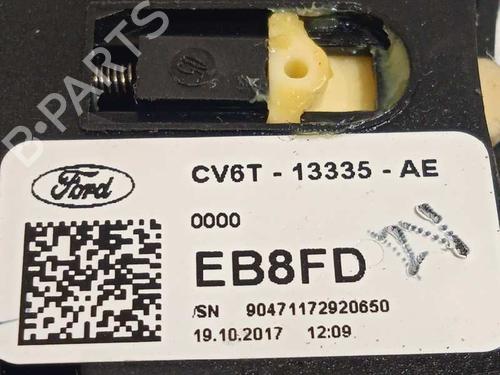 B-PARTS
Ford
CV6T - 13335 - AE
0000
EB8FD
/SN 90471172920650
19.10.2017 12:09